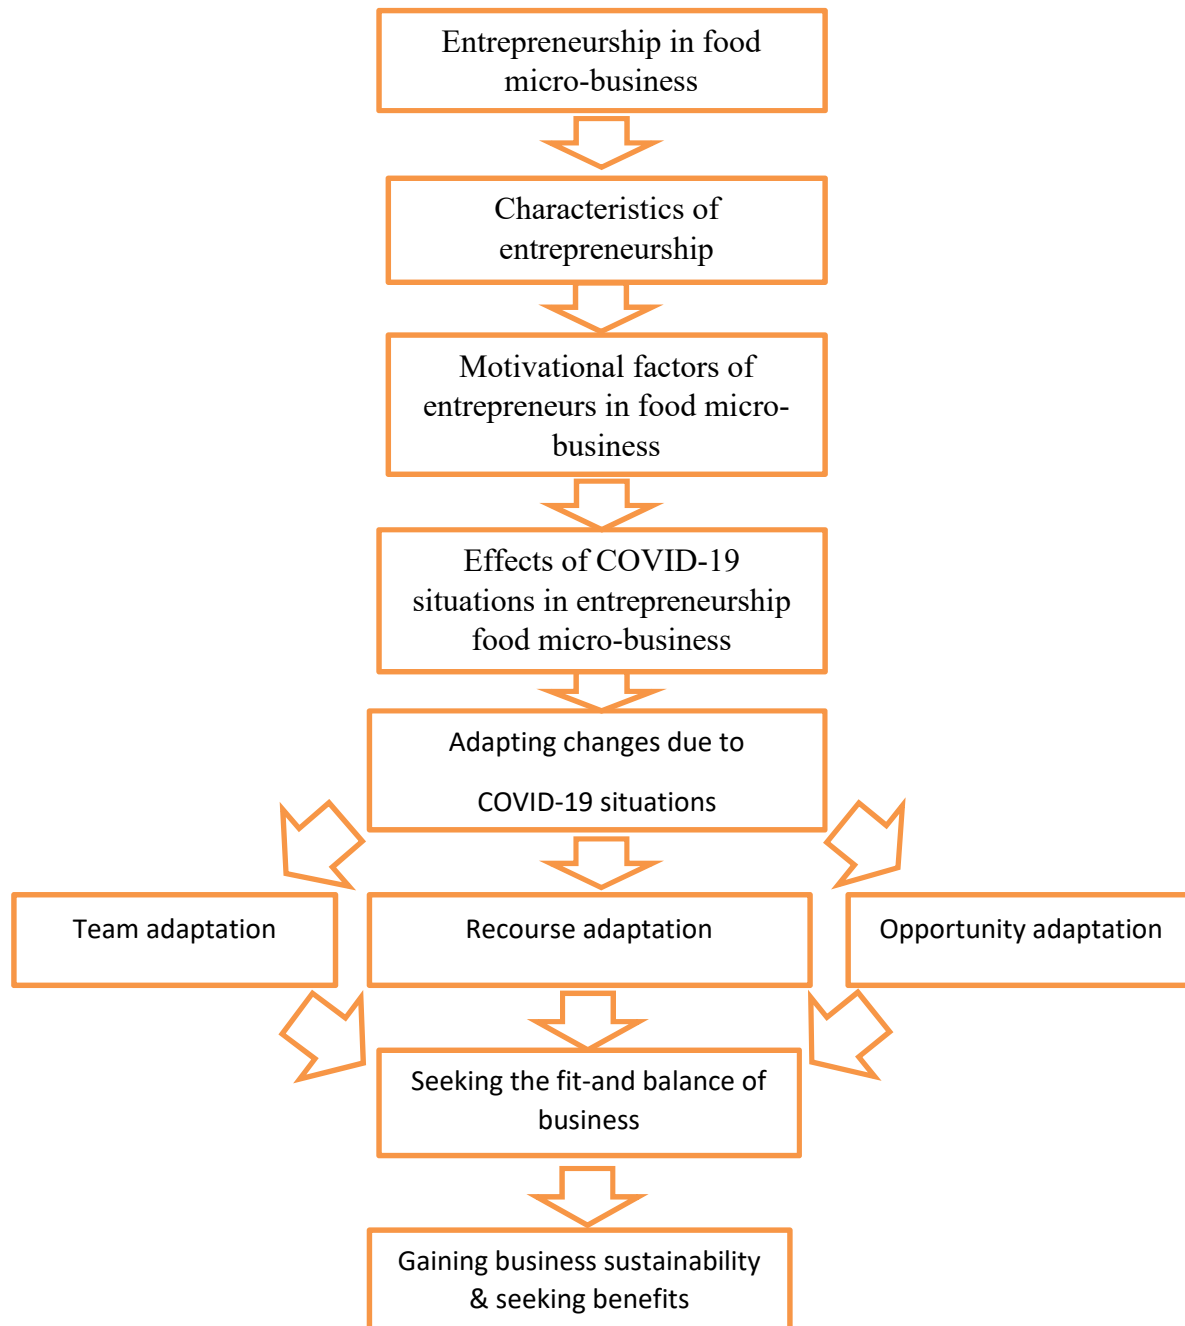 Entrepreneurship in food
micro-business
Characteristics of
entrepreneurship
Motivational factors of
entrepreneurs in food micro-
business
Effects of COVID-19
situations in entrepreneurship
food micro-business
Adapting changes due to
COVID-19 situations
Team adaptation
Recourse adaptation
Opportunity adaptation
Seeking the fit-and balance of
business
Gaining business sustainability
& seeking benefits